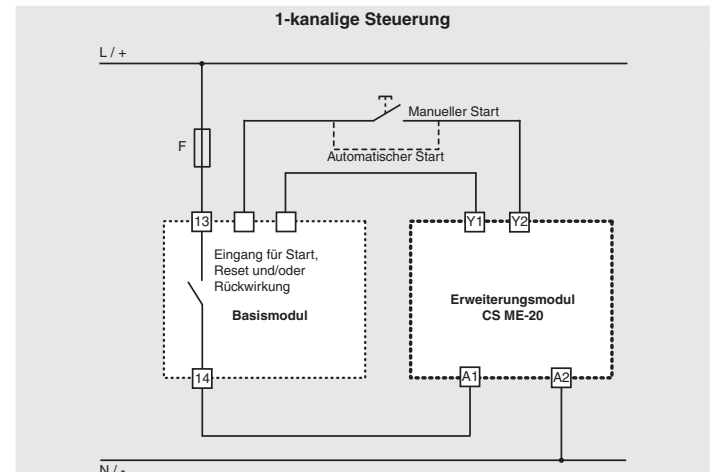 1-kanalige Steuerung
L / +
Manueller Start
F
Automatischer Start
13
Y1
Y2
Eingang für Start,
Reset und/oder
Rückwirkung
Basismodul
Erweiterungsmodul
CS ME-20
14
A1
A2
N / -